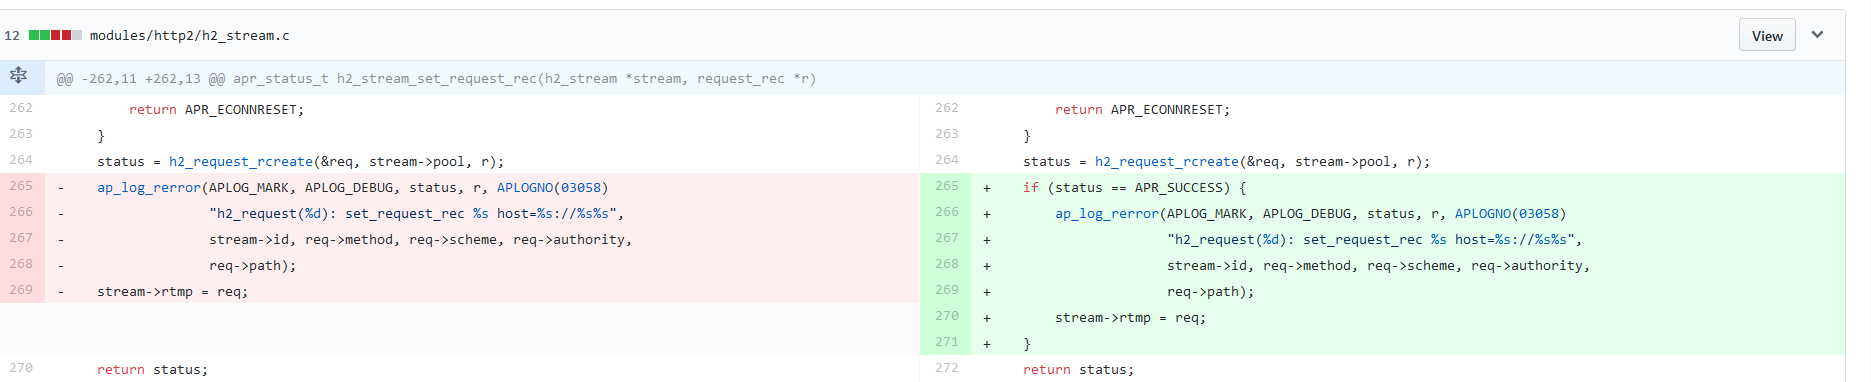 12 modules/http2/h2_stream.c View
@@ -262,11 +262,13 @@ apr_status_t h2_stream_set_request_rec(h2_stream *stream, request_rec *r)
262 return APR_ECONNRESET;
263 }
264 status = h2_request_rcreate(&req, stream->pool, r);
265 - ap_log_rerror(APLOG_MARK, APLOG_DEBUG, status, r, APLOGNO(03058)
266 - "h2_request(%d): set_request_rec %s host=%s://%s%s",
267 - stream->id, req->method, req->scheme, req->authority,
268 - req->path);
269 - stream->rtmp = req;
270 return status;
262 return APR_ECONNRESET;
263 }
264 status = h2_request_rcreate(&req, stream->pool, r);
265 + if (status == APR_SUCCESS) {
266 + ap_log_rerror(APLOG_MARK, APLOG_DEBUG, status, r, APLOGNO(03058)
267 + "h2_request(%d): set_request_rec %s host=%s://%s%s",
268 + stream->id, req->method, req->scheme, req->authority,
269 + req->path);
270 + stream->rtmp = req;
271 + }
272 return status;